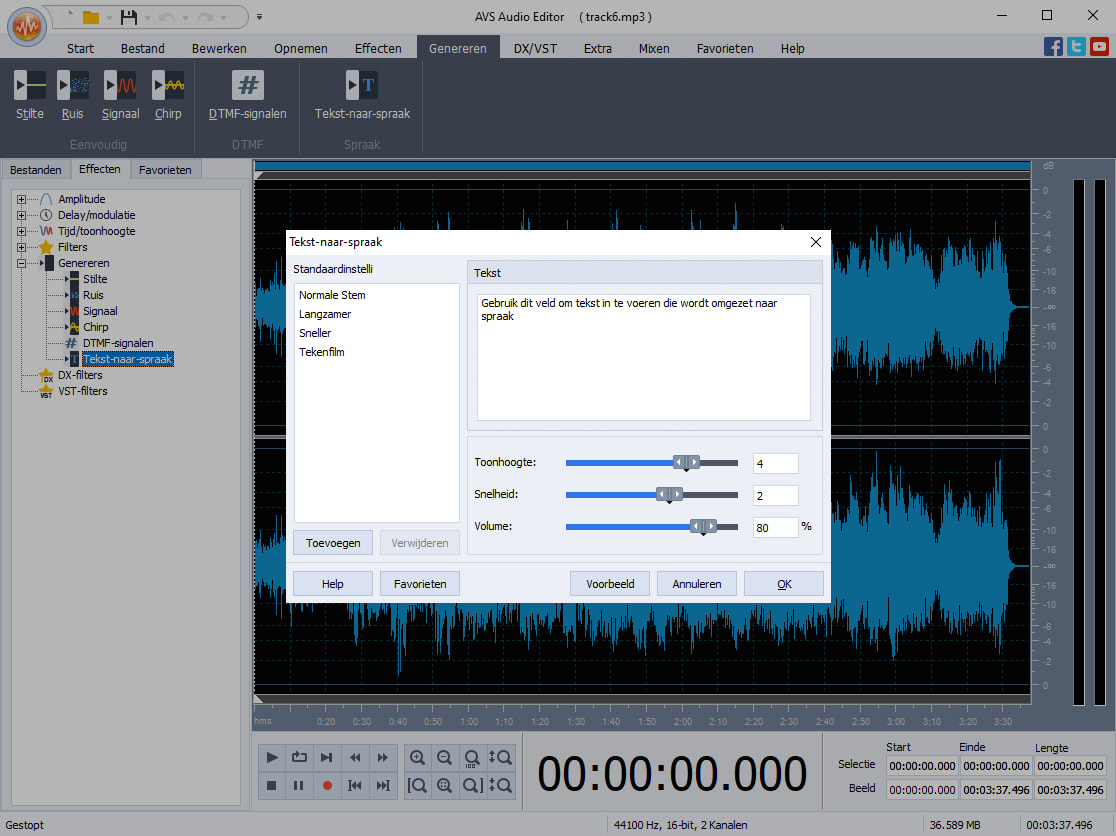 AVS Audio Editor ( track6.mp3 )
Start Bestand Bewerken Opnemen Effecten Genereren DX/VST Extra Mixen Favorieten Help
Stilte Ruis Signaal Chirp DTMF-signalen Tekst-naar-spraak
Eenvoudig DTMF Spraak
Bestanden Effecten Favorieten
Amplitude
Delay/modulatie
Tijd/toonhoogte
Filters
Genereren
Stilte
Ruis
Signaal
Chirp
DTMF-signalen
Tekst-naar-spraak
DX-filters
VST-filters
Tekst-naar-spraak
Standaardinstelli
Normale Stem
Langzamer
Sneller
Tekenfilm
Toevoegen Verwijderen
Tekst
Gebruik dit veld om tekst in te voeren die wordt omgezet naar
spraak
Toonhoogte: 4
Snelheid: 2
Volume: 80 %
Help Favorieten Voorbeeld Annuleren OK
dB
0
-2
-4
-6
-10
-16
-∞
-16
-10
-6
-4
-2
0
0
-2
-4
-6
-10
-16
-∞
-16
-10
-6
-4
-2
0
hms 0:20 0:30 0:40 0:50 1:00 1:10 1:20 1:30 1:40 1:50 2:00 2:10 2:20 2:30 2:40 2:50 3:00 3:10 3:20 3:30
00:00:00.000
Start Einde Lengte
Selectie 00:00:00.000 00:00:00.000 00:00:00.000
Beeld 00:00:00.000 00:03:37.496 00:03:37.496
Gestopt 44100 Hz, 16-bit, 2 Kanalen 36.589 MB 00:03:37.496